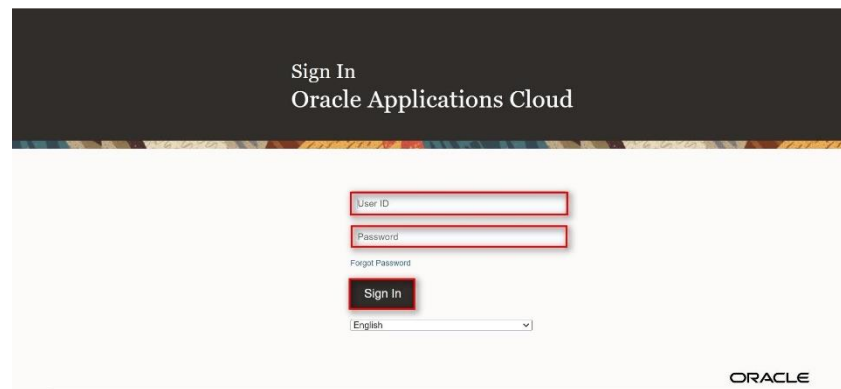 Sign In
Oracle Applications Cloud
User ID
Password
Forgot Password
Sign In
English
ORACLE